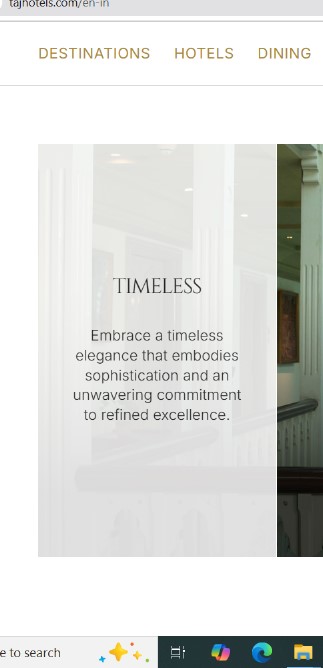 tajhotels.com/en-in
DESTINATIONS HOTELS DINING
TIMELESS
Embrace a timeless
elegance that embodies
sophistication and an
unwavering commitment
to refined excellence.
e to search